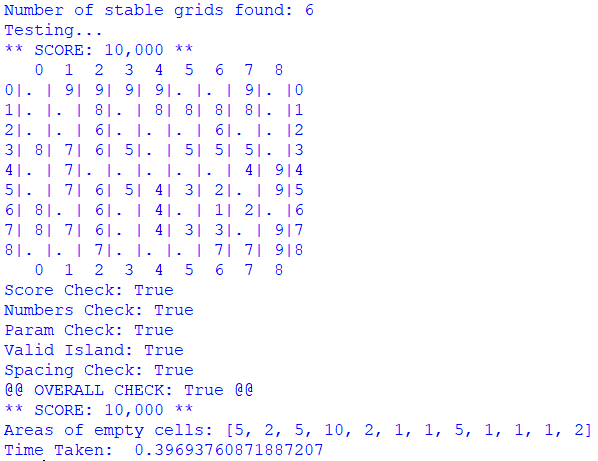 Number of stable grids found: 6
Testing...
** SCORE: 10,000 **
   0  1  2  3  4  5  6  7  8
0|. | 9| 9| 9| 9|. |. | 9|. |0
1|. |. | 8|. | 8| 8| 8| 8|. |1
2|. |. | 6|. |. |. | 6|. |. |2
3| 8| 7| 6| 5|. | 5| 5| 5|. |3
4|. | 7|. |. |. |. |. | 4| 9|4
5|. | 7| 6| 5| 4| 3| 2|. | 9|5
6| 8|. | 6|. | 4|. | 1| 2|. |6
7| 8| 7| 6|. | 4| 3| 3|. | 9|7
8|. |. | 7|. |. |. | 7| 7| 9|8
   0  1  2  3  4  5  6  7  8
Score Check: True
Numbers Check: True
Param Check: True
Valid Island: True
Spacing Check: True
@@ OVERALL CHECK: True @@
** SCORE: 10,000 **
Areas of empty cells: [5, 2, 5, 10, 2, 1, 1, 5, 1, 1, 1, 2]
Time Taken:  0.39693760871887207